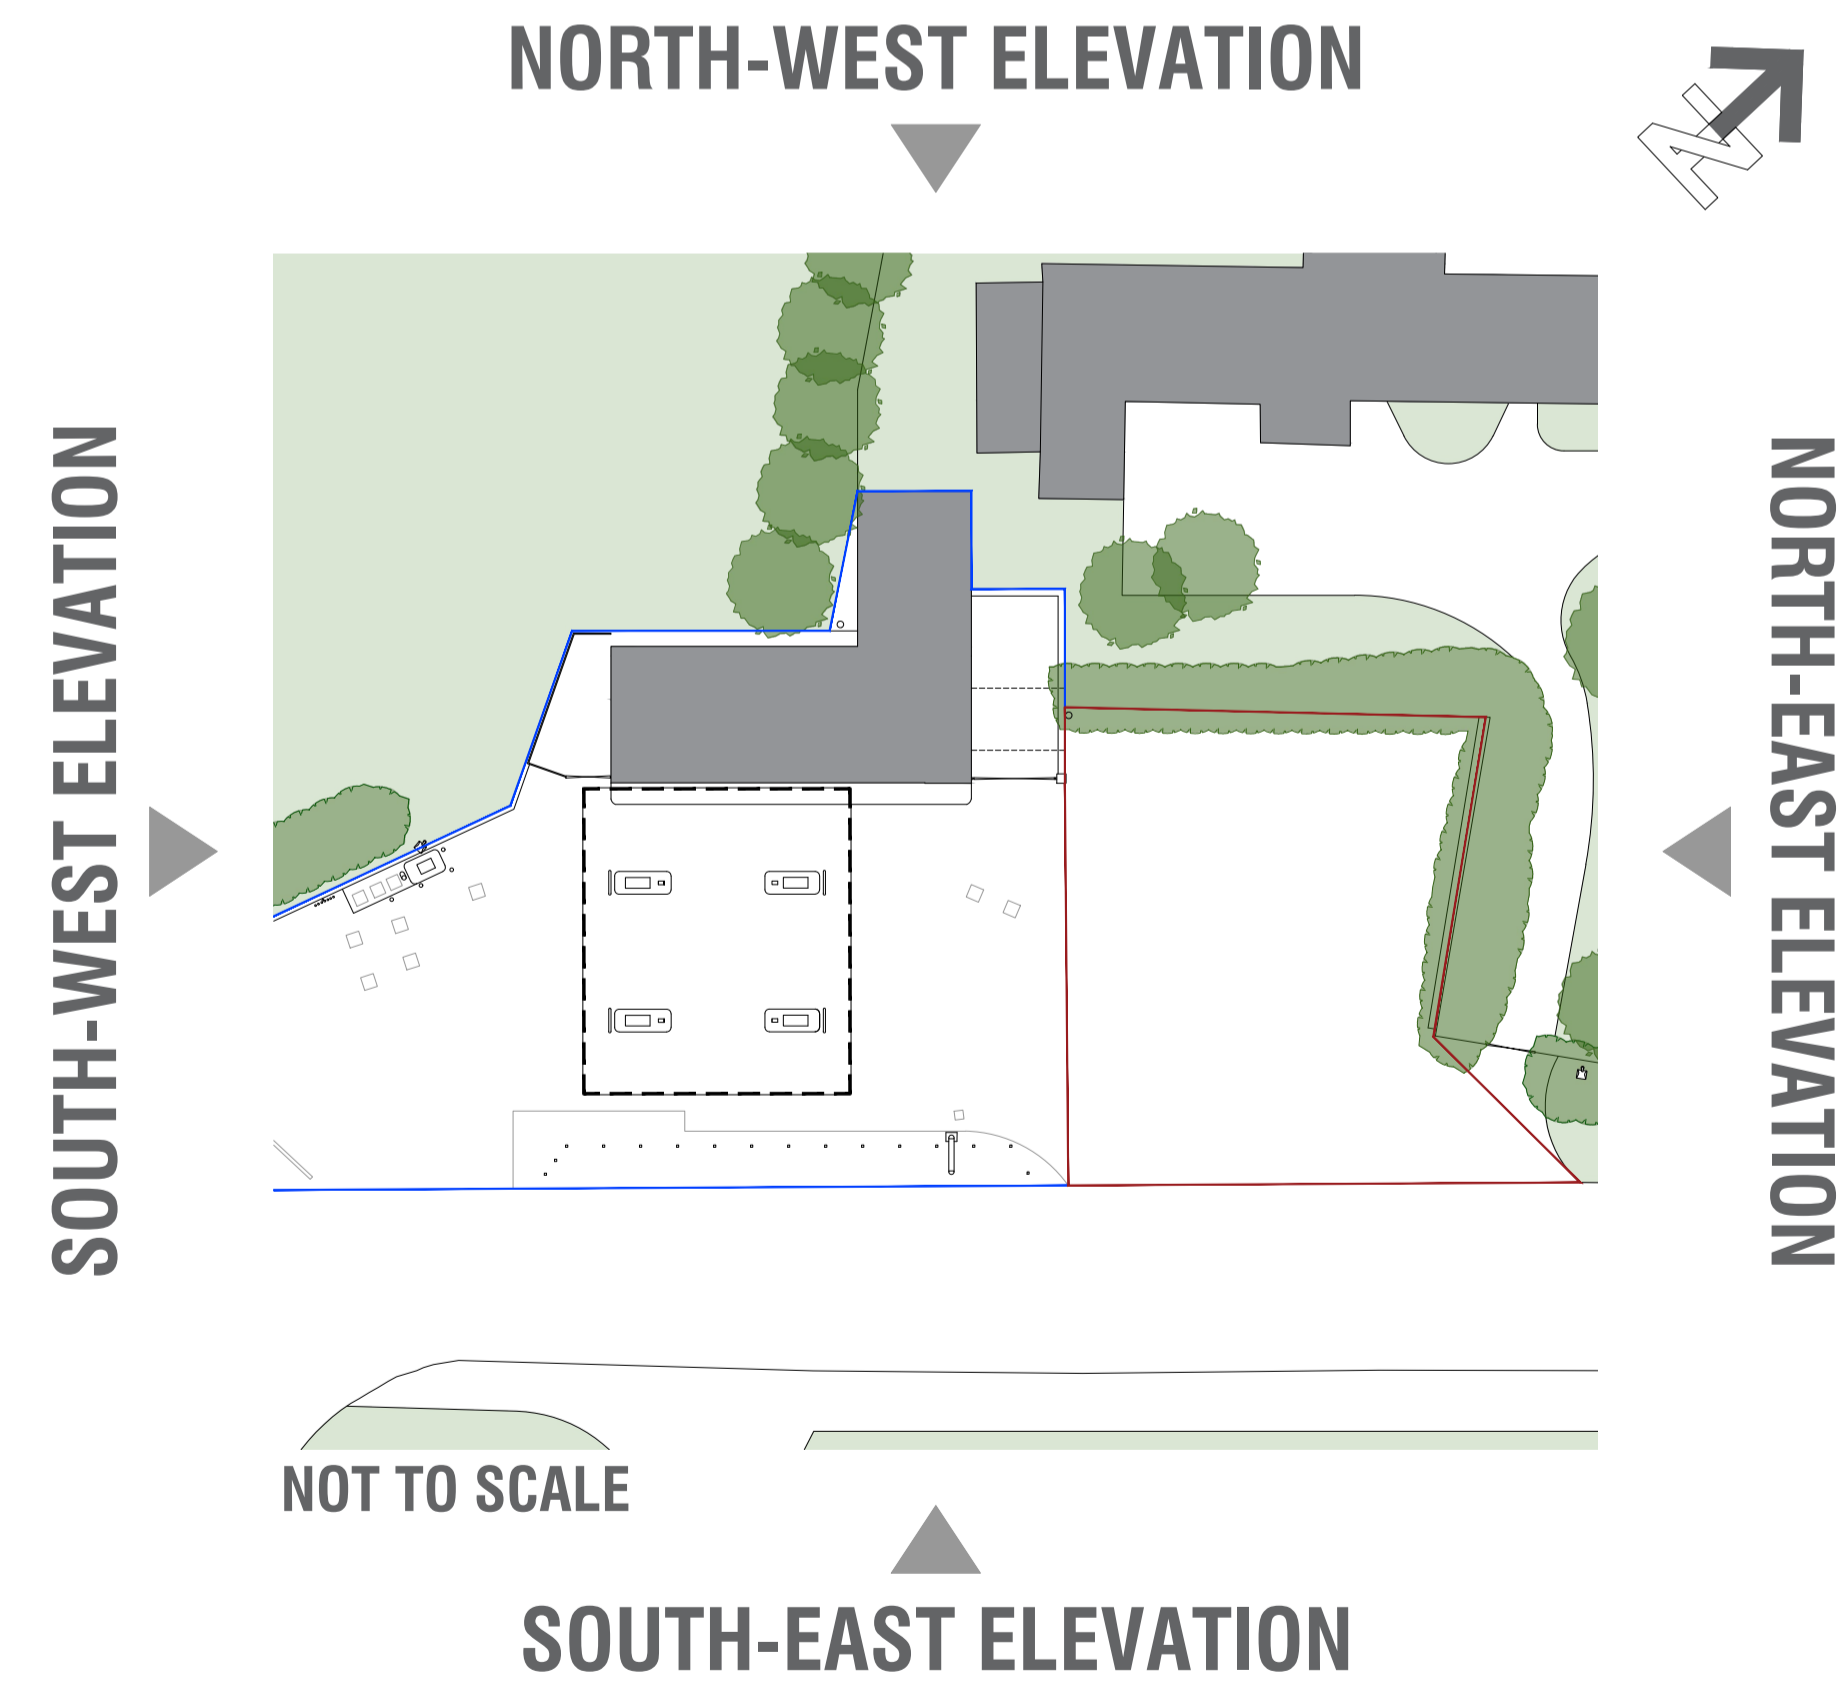 NORTH-WEST ELEVATION
N
SOUTH-WEST ELEVATION
NORTH-EAST ELEVATION
NOT TO SCALE
SOUTH-EAST ELEVATION